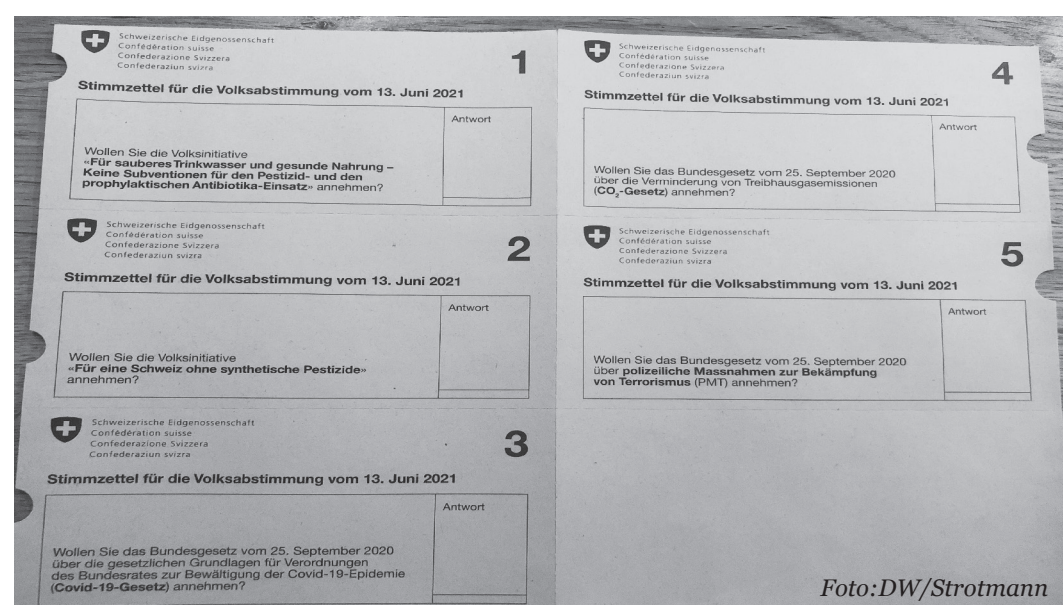 Schweizerische Eidgenossenschaft
Confédération suisse
Confederazione Svizzera
Confederaziun svizra
1
Stimmzettel für die Volksabstimmung vom 13. Juni 2021
Antwort
Wollen Sie die Volksinitiative
«Für sauberes Trinkwasser und gesunde Nahrung –
Keine Subventionen für den Pestizid- und den
prophylaktischen Antibiotika-Einsatz» annehmen?
Schweizerische Eidgenossenschaft
Confédération suisse
Confederazione Svizzera
Confederaziun svizra
2
Stimmzettel für die Volksabstimmung vom 13. Juni 2021
Antwort
Wollen Sie die Volksinitiative
«Für eine Schweiz ohne synthetische Pestizide»
annehmen?
Schweizerische Eidgenossenschaft
Confédération suisse
Confederazione Svizzera
Confederaziun svizra
3
Stimmzettel für die Volksabstimmung vom 13. Juni 2021
Antwort
Wollen Sie das Bundesgesetz vom 25. September 2020
über die gesetzlichen Grundlagen für Verordnungen
des Bundesrates zur Bewältigung der Covid-19-Epidemie
(Covid-19-Gesetz) annehmen?
Schweizerische Eidgenossenschaft
Confédération suisse
Confederazione Svizzera
Confederaziun svizra
4
Stimmzettel für die Volksabstimmung vom 13. Juni 2021
Antwort
Wollen Sie das Bundesgesetz vom 25. September 2020
über die Verminderung von Treibhausgasemissionen
(CO₂-Gesetz) annehmen?
Schweizerische Eidgenossenschaft
Confédération suisse
Confederazione Svizzera
Confederaziun svizra
5
Stimmzettel für die Volksabstimmung vom 13. Juni 2021
Antwort
Wollen Sie das Bundesgesetz vom 25. September 2020
über polizeiliche Massnahmen zur Bekämpfung
von Terrorismus (PMT) annehmen?
Foto:DW/Strotmann